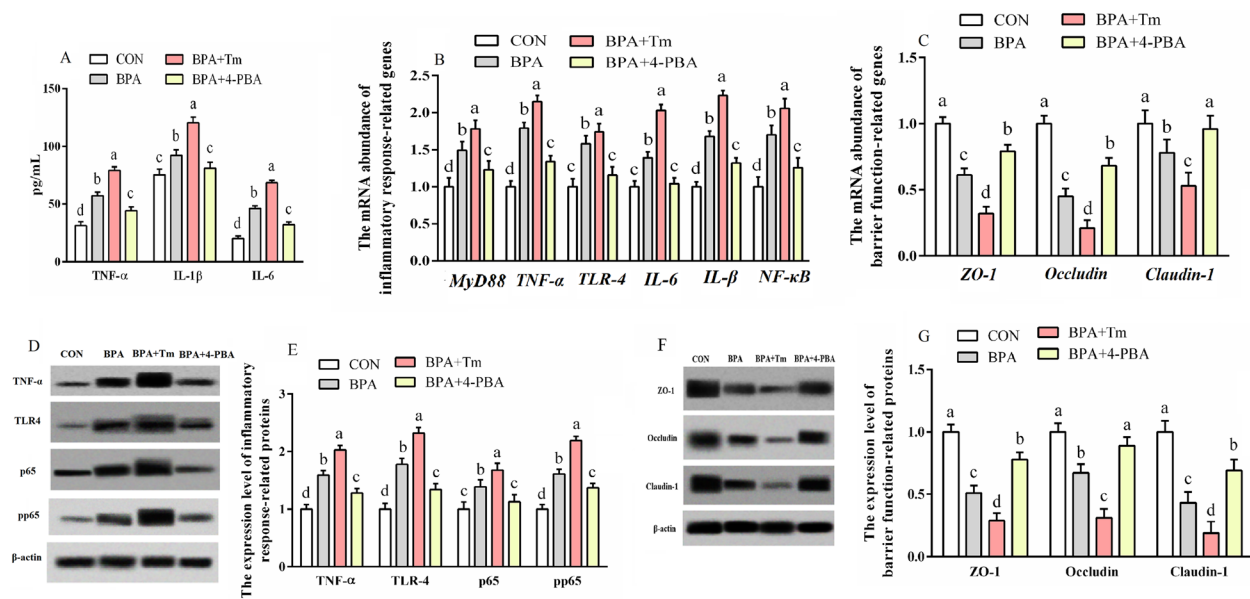 A
CON
BPA+Tm
BPA
BPA+4-PBA
pg/mL
150
100
50
0
d b a c
c b a c
d b a c
TNF-α IL-1β IL-6
B
CON
BPA+Tm
BPA
BPA+4-PBA
The mRNA abundance of
inflammatory response-related genes
2.5
2.0
1.5
1.0
0.5
0.0
d b a c
d b a c
c b a c
c b a c
d b a c
d b a c
MyD88 TNF-α TLR-4 IL-6 IL-β NF-κB
C
CON
BPA+Tm
BPA
BPA+4-PBA
The mRNA abundance of
barrier function-related genes
1.0
0.5
0.0
a c d b
a c d b
a b c a
ZO-1 Occludin Claudin-1
D
CON BPA BPA+Tm BPA+4-PBA
TNF-α
TLR4
p65
pp65
β-actin
E
CON
BPA+Tm
BPA
BPA+4-PBA
The expression level of inflammatory
response-related proteins
3
2
1
0
d b a c
d b a c
c b a c
d b a c
TNF-α TLR-4 p65 pp65
F
CON BPA BPA+Tm BPA+4-PBA
ZO-1
Occludin
Claudin-1
β-actin
G
CON
BPA+Tm
BPA
BPA+4-PBA
The expression level of
barrier function-related proteins
1.0
0.5
0.0
a c d b
a b c a
a c d b
ZO-1 Occludin Claudin-1